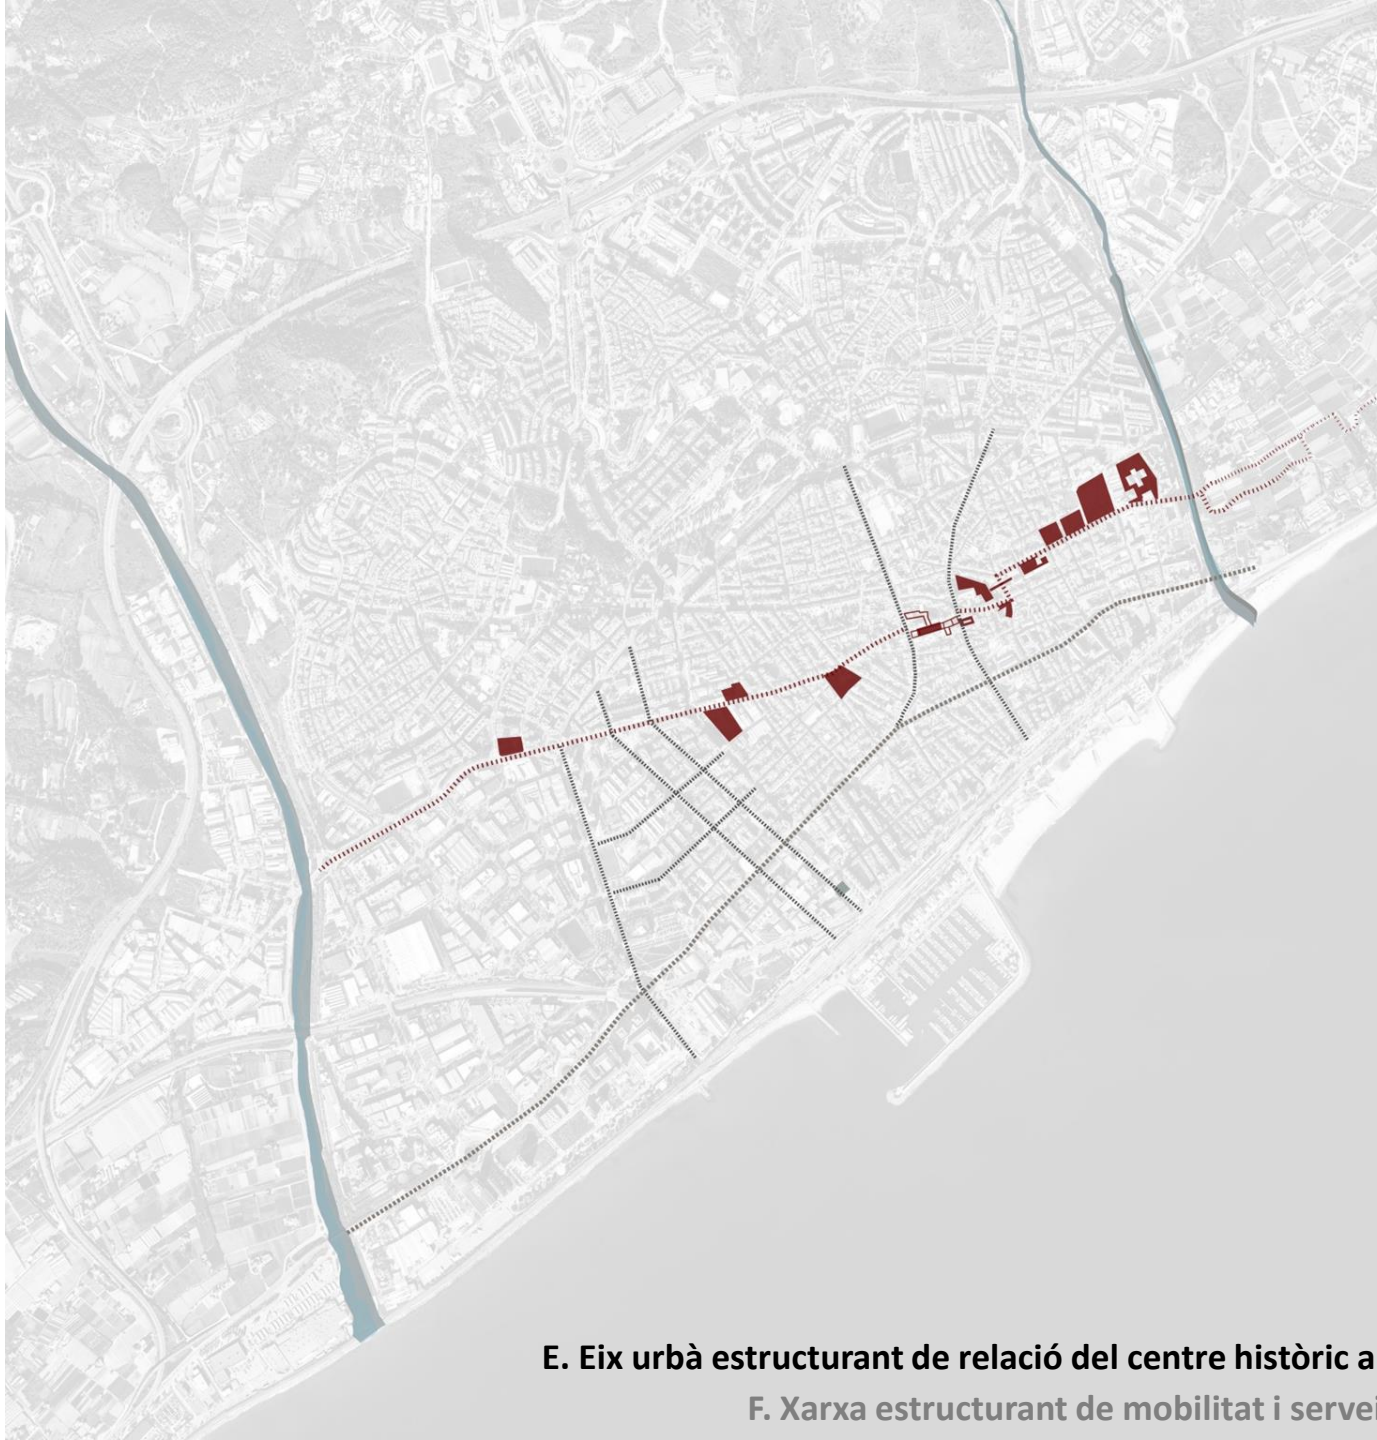 E. Eix urbà estructurant de relació del centre històric a
F. Xarxa estructurant de mobilitat i servei